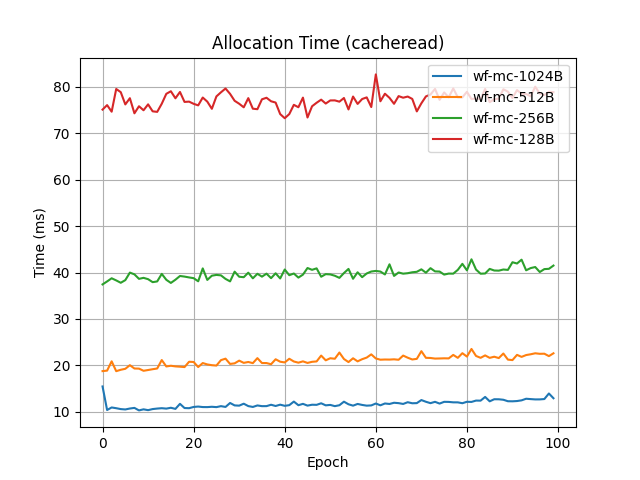 Allocation Time (cacheread)
wf-mc-1024B
wf-mc-512B
wf-mc-256B
wf-mc-128B
80
70
60
50
40
30
20
10
Time (ms)
0
20
40
60
80
100
Epoch